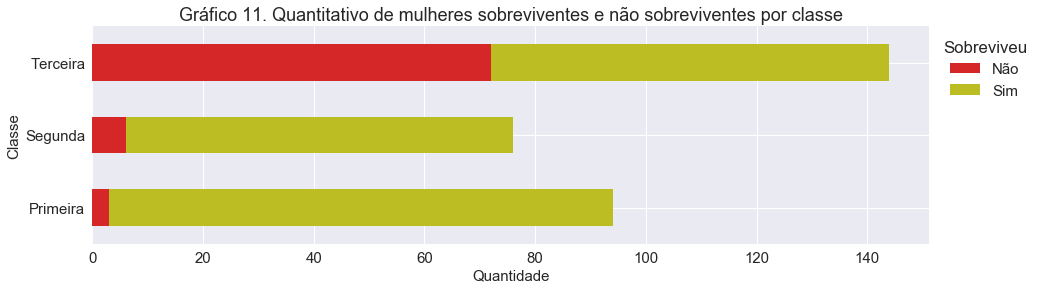 Gráfico 11. Quantitativo de mulheres sobreviventes e não sobreviventes por classe
Sobreviveu
Não
Sim
Classe
Terceira
Segunda
Primeira
0 20 40 60 80 100 120 140
Quantidade